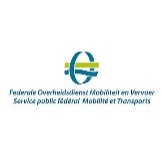 Federale Overheidsdienst Mobiliteit en Vervoer
Service public fédéral Mobilité et Transports